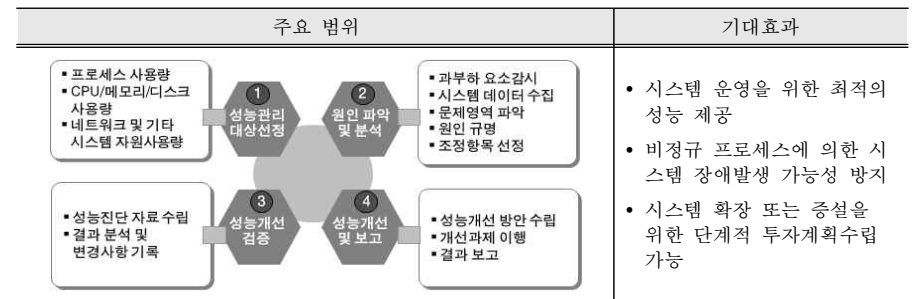 주요 범위
기대효과
▪ 프로세스 사용량
▪ CPU/메모리/디스크
사용량
▪ 네트워크 및 기타
시스템 자원사용량
1
성능관리
대상선정
2
원인 파악
및 분석
▪ 과부하 요소감시
▪ 시스템 데이터 수집
▪ 문제영역 파악
▪ 원인 규명
▪ 조정항목 선정
▪ 성능진단 자료 수립
▪ 결과 분석 및
변경사항 기록
3
성능개선
검증
4
성능개선
및 보고
▪ 성능개선 방안 수립
▪ 개선과제 이행
▪ 결과 보고
• 시스템 운영을 위한 최적의
성능 제공
• 비정규 프로세스에 의한 시
스템 장애발생 가능성 방지
• 시스템 확장 또는 증설을
위한 단계적 투자계획수립
가능